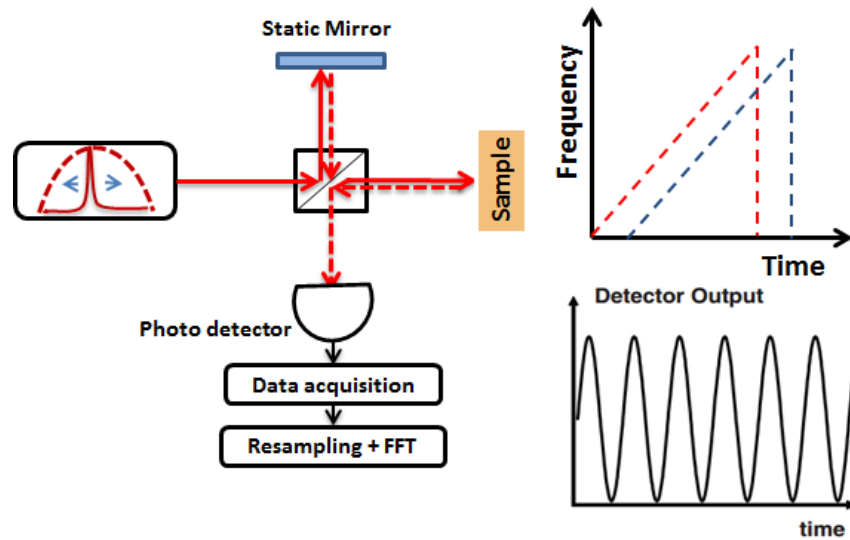 Static Mirror
Sample
Photo detector
Data acquisition
Resampling + FFT
Frequency
Time
Detector Output
time